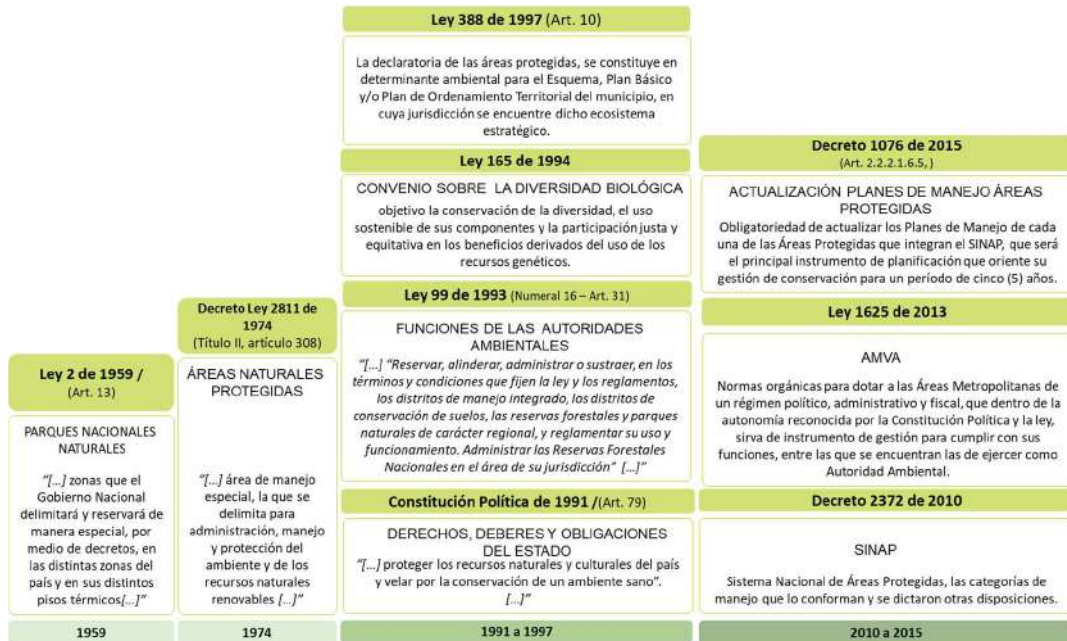 Ley 2 de 1959 /
(Art. 13)
PARQUES NACIONALES
NATURALES
“[…] zonas que el
Gobierno Nacional
delimitará y reservará de
manera especial, por
medio de decretos, en
las distintas zonas del
país y en sus distintos
pisos térmicos[…]”
1959
Decreto Ley 2811 de
1974
(Título II, artículo 308)
ÁREAS NATURALES
PROTEGIDAS
“[…] área de manejo
especial, la que se
delimita para
administración, manejo
y protección del
ambiente y de los
recursos naturales
renovables […]”
1974
Ley 388 de 1997 (Art. 10)
La declaratoria de las áreas protegidas, se constituye en
determinante ambiental para el Esquema, Plan Básico
y/o Plan de Ordenamiento Territorial del municipio, en
cuya jurisdicción se encuentre dicho ecosistema
estratégico.
Ley 165 de 1994
CONVENIO SOBRE LA DIVERSIDAD BIOLÓGICA
objetivo la conservación de la diversidad, el uso
sostenible de sus componentes y la participación justa y
equitativa en los beneficios derivados del uso de los
recursos genéticos.
Ley 99 de 1993 (Numeral 16 – Art. 31)
FUNCIONES DE LAS AUTORIDADES
AMBIENTALES
“[…] “Reservar, alinderar, administrar o sustraer, en los
términos y condiciones que fijen la ley y los reglamentos,
los distritos de manejo integrado, los distritos de
conservación de suelos, las reservas forestales y parques
naturales de carácter regional, y reglamentar su uso y
funcionamiento. Administrar las Reservas Forestales
Nacionales en el área de su jurisdicción” […]”
Constitución Política de 1991 /(Art. 79)
DERECHOS, DEBERES Y OBLIGACIONES
DEL ESTADO
“[…] proteger los recursos naturales y culturales del país
y velar por la conservación de un ambiente sano”.
[…]”
1991 a 1997
Decreto 1076 de 2015
(Art. 2.2.2.1.6.5, )
ACTUALIZACIÓN PLANES DE MANEJO ÁREAS
PROTEGIDAS
Obligatoriedad de actualizar los Planes de Manejo de cada
una de las Áreas Protegidas que integran el SINAP, que será
el principal instrumento de planificación que oriente su
gestión de conservación para un período de cinco (5) años.
Ley 1625 de 2013
AMVA
Normas orgánicas para dotar a las Áreas Metropolitanas de
un régimen político, administrativo y fiscal, que dentro de la
autonomía reconocida por la Constitución Política y la ley,
sirva de instrumento de gestión para cumplir con sus
funciones, entre las que se encuentran las de ejercer como
Autoridad Ambiental.
Decreto 2372 de 2010
SINAP
Sistema Nacional de Áreas Protegidas, las categorías de
manejo que lo conforman y se dictaron otras disposiciones.
2010 a 2015